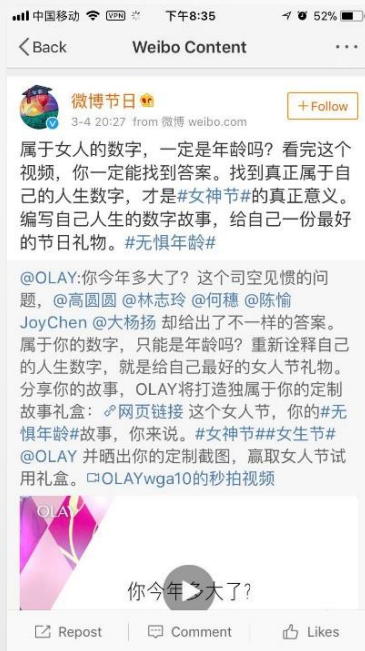 中国移动 VPN 下午8:35 52%
Back Weibo Content ...
微博节日
+Follow
3-4 20:27 from 微博 weibo.com
属于女人的数字，一定是年龄吗？看完这个
视频，你一定能找到答案。找到真正属于自
己的人生数字，才是#女神节#的真正意义。
编写自己人生的数字故事，给自己一份最好
的节日礼物。#无惧年龄#
@OLAY:你今年多大了？这个司空见惯的问
题，@高圆圆 @林志玲 @何穗 @陈愉
JoyChen @大杨扬 却给出了不一样的答案。
属于你的数字，只能是年龄吗？重新诠释自己
的人生数字，就是给自己最好的女人节礼物。
分享你的故事，OLAY将打造独属于你的定制
故事礼盒：网页链接 这个女人节，你的#无
惧年龄#故事，你来说。#女神节##女生节#
@OLAY 并晒出你的定制截图，赢取女人节试
用礼盒。OLAYwga10的秒拍视频
OLAY
你今年多大了?
Repost Comment Likes